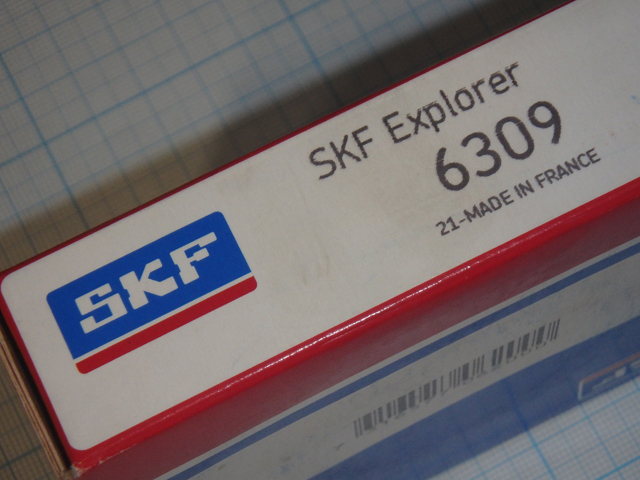 SKF Explorer
6309
21-MADE IN FRANCE
SKF